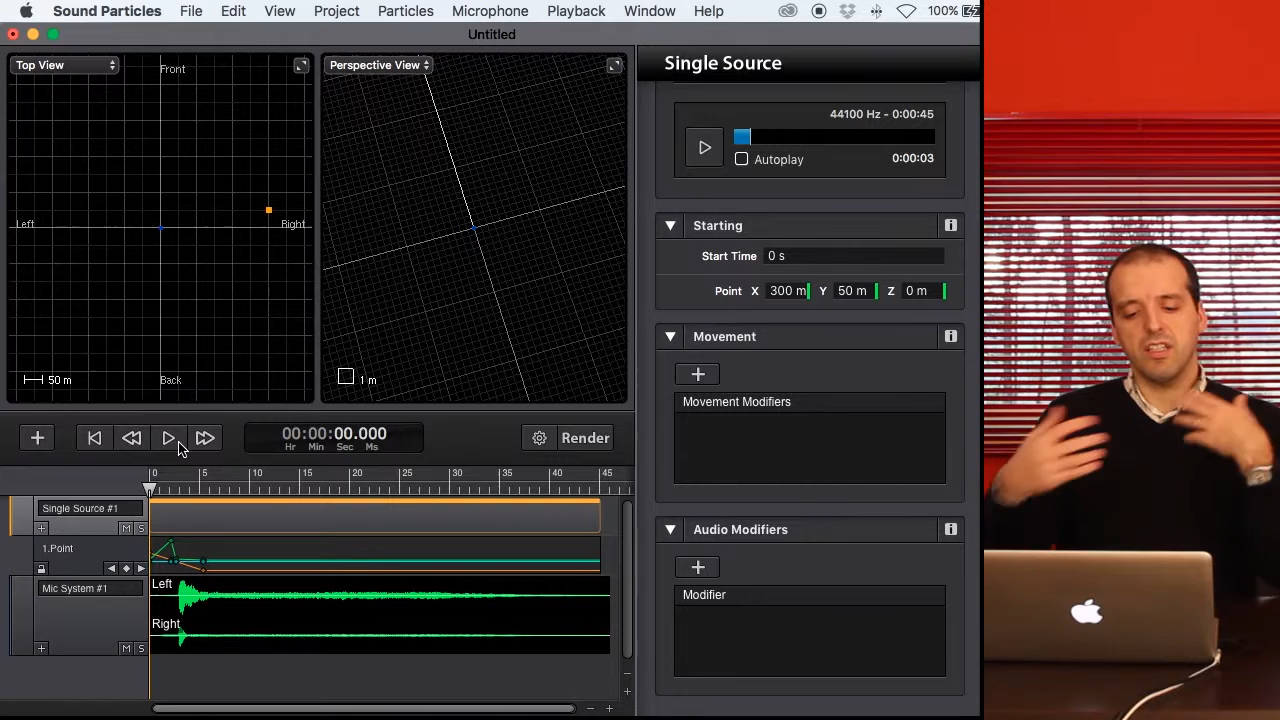 Sound Particles File Edit View Project Particles Microphone Playback Window Help 100%
Untitled
Top View
Front
Left
Right
50 m
Back
Perspective View
1 m
Single Source
44100 Hz - 0:00:45
Autoplay
0:00:03
Starting
Start Time 0 s
Point X 300 m Y 50 m Z 0 m
Movement
Movement Modifiers
Audio Modifiers
Modifier
00:00:00.000
Hr Min Sec Ms
Render
0 5 10 15 20 25 30 35 40 45
Single Source #1
M S
1.Point
Mic System #1
M S
Left
Right